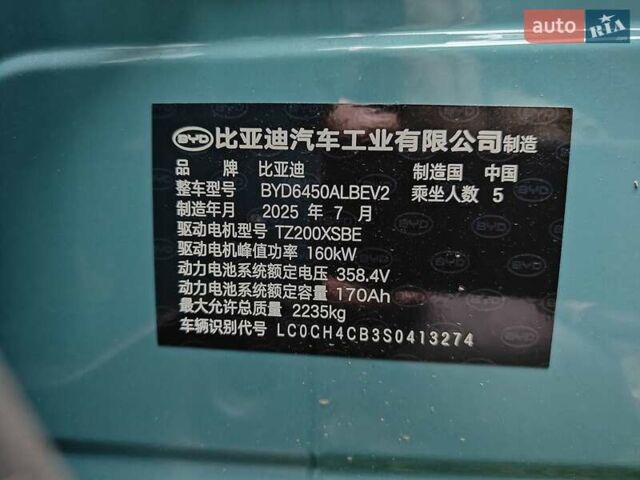 auto RIA
BYD 比亚迪汽车工业有限公司制造
品牌 比亚迪 制造国 中国
整车型号 BYD6450ALBEV2 乘坐人数 5
制造年月 2025 年 7 月
驱动电机型号 TZ200XSBE
驱动电机峰值功率 160kW
动力电池系统额定电压 358.4V
动力电池系统额定容量 170Ah
最大允许总质量 2235kg
车辆识别代号 LC0CH4CB3S0413274